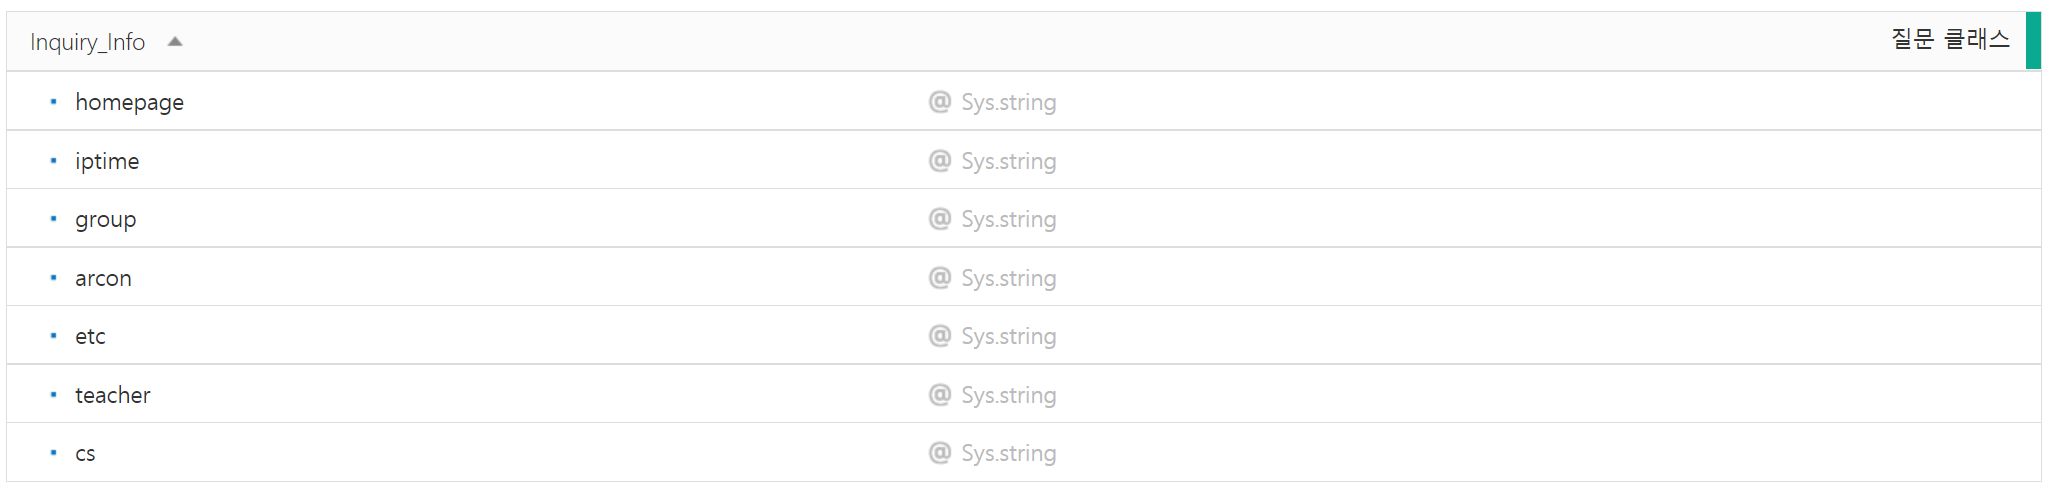 Inquiry_Info 질문 클래스
homepage @ Sys.string
iptime @ Sys.string
group @ Sys.string
arcon @ Sys.string
etc @ Sys.string
teacher @ Sys.string
cs @ Sys.string